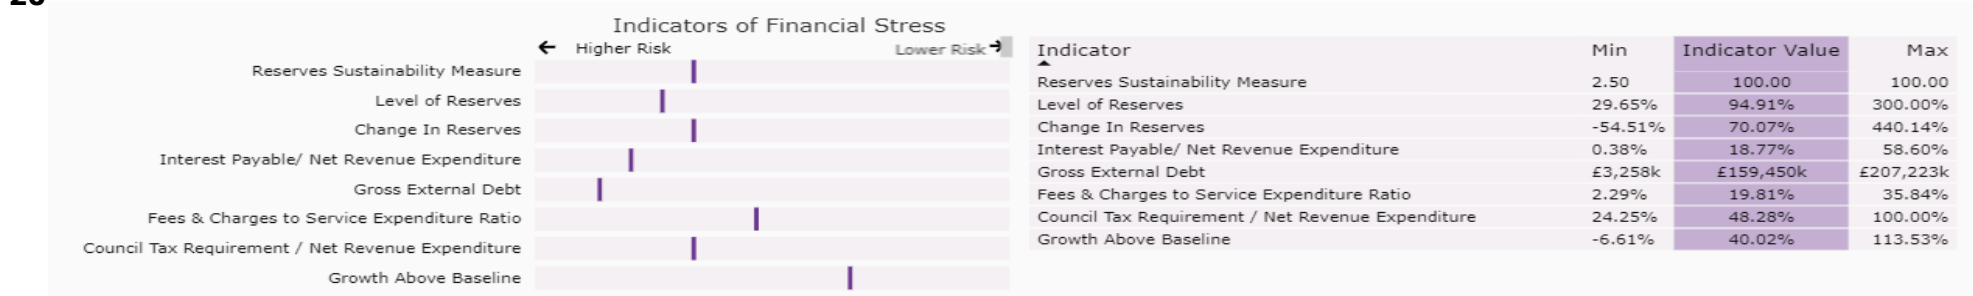 Indicators of Financial Stress
← Higher Risk Lower Risk →
Reserves Sustainability Measure
Level of Reserves
Change In Reserves
Interest Payable/ Net Revenue Expenditure
Gross External Debt
Fees & Charges to Service Expenditure Ratio
Council Tax Requirement / Net Revenue Expenditure
Growth Above Baseline
Indicator Min Indicator Value Max
Reserves Sustainability Measure 2.50 100.00 100.00
Level of Reserves 29.65% 94.91% 300.00%
Change In Reserves -54.51% 70.07% 440.14%
Interest Payable/ Net Revenue Expenditure 0.38% 18.77% 58.60%
Gross External Debt £3,258k £159,450k £207,223k
Fees & Charges to Service Expenditure Ratio 2.29% 19.81% 35.84%
Council Tax Requirement / Net Revenue Expenditure 24.25% 48.28% 100.00%
Growth Above Baseline -6.61% 40.02% 113.53%